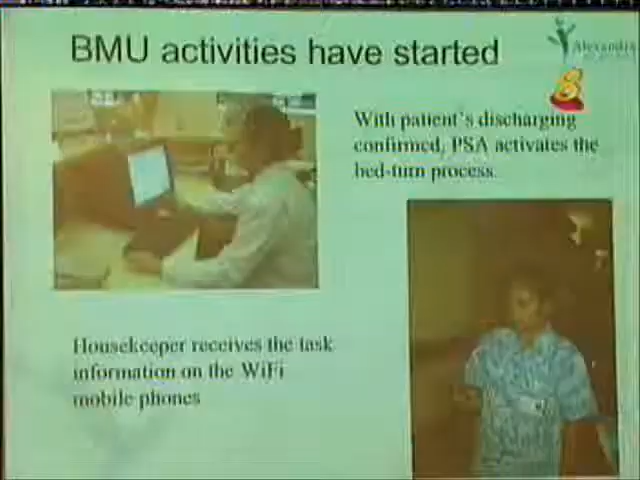 BMU activities have started
Alexandra
With patient's discharging
confirmed, PSA activates the
bed-turn process.
Housekeeper receives the task
information on the WiFi
mobile phones